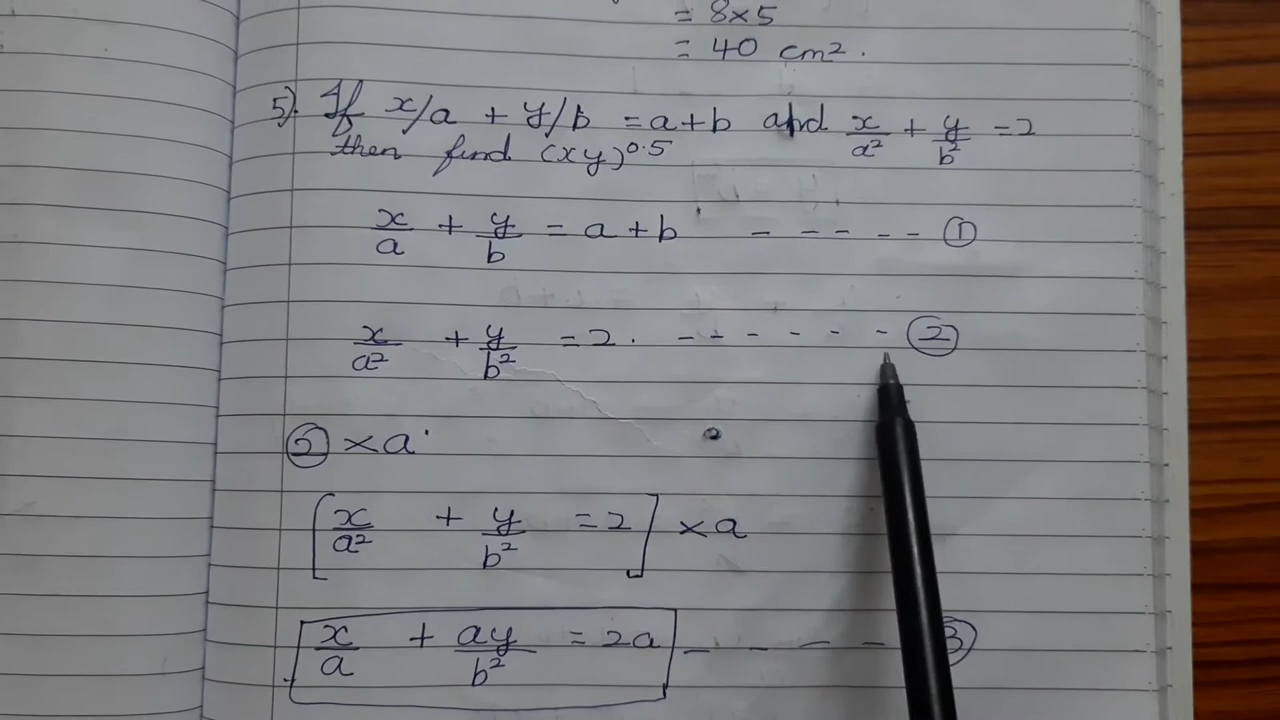 = 8×5
= 40 cm².
5). If x/a + y/b = a+b and x/a² + y/b² = 2
then find (xy)^0.5
x/a + y/b = a+b - - - - - ①
x/a² + y/b² = 2. - - - - - - ②
② × a
[x/a² + y/b² = 2] × a
x/a + ay/b² = 2a - - - - ③